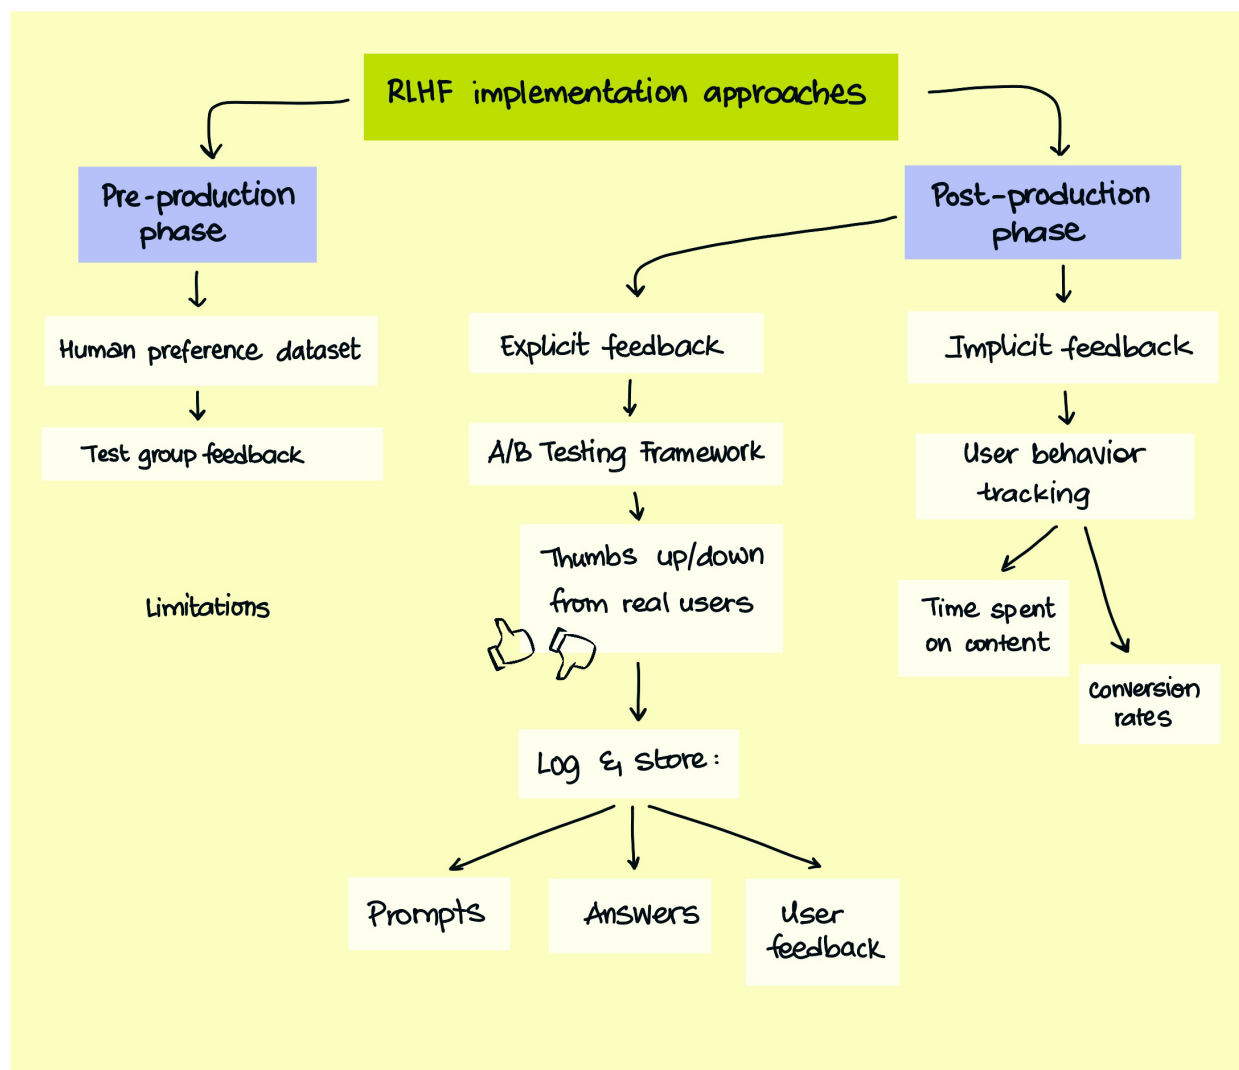 RLHF implementation approaches
Pre-production
phase
Human preference dataset
Test group feedback
Limitations
Post-production
phase
Explicit feedback
A/B Testing Framework
Thumbs up/down
from real users
Log & store:
Prompts
Answers
User
feedback
Implicit feedback
User behavior
tracking
Time spent
on content
conversion
rates